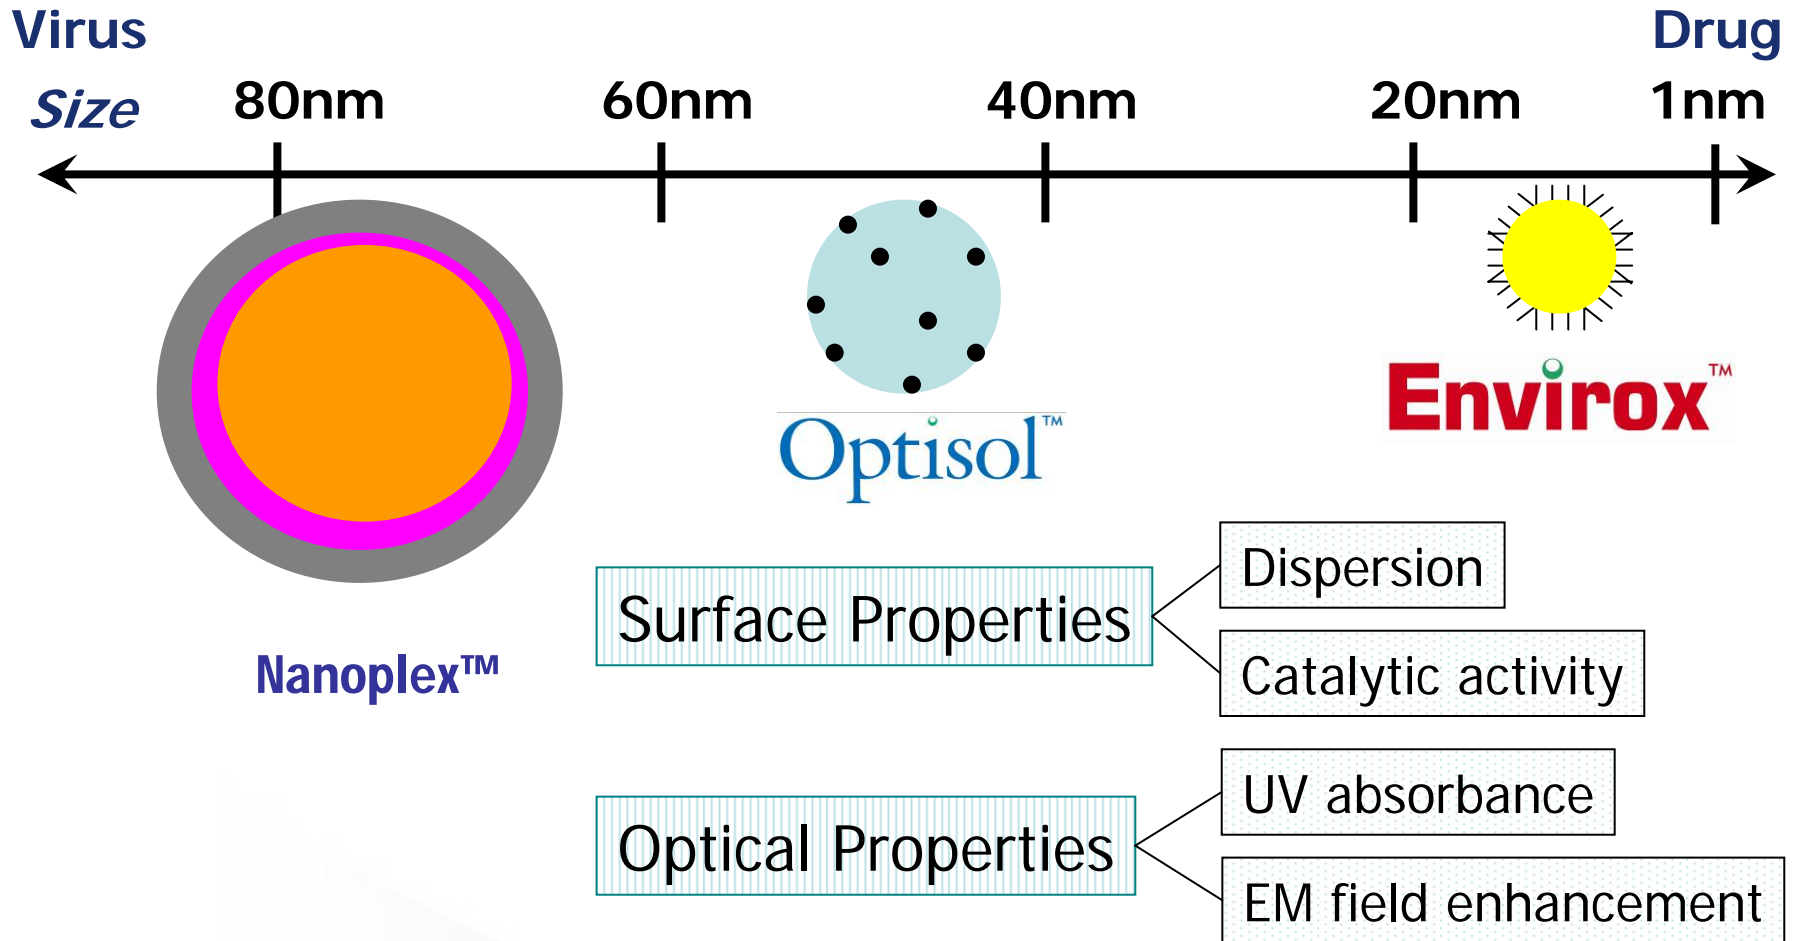 Virus
Drug
Size
80nm
60nm
40nm
20nm
1nm
Envirox™
Optisol™
Nanoplex™
Surface Properties
Dispersion
Catalytic activity
Optical Properties
UV absorbance
EM field enhancement